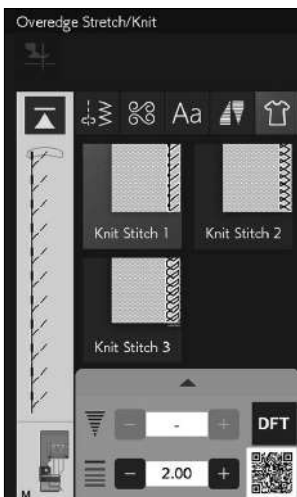 Overedge Stretch/Knit
Aa
Knit Stitch 1
Knit Stitch 2
Knit Stitch 3
-
DFT
2.00
M